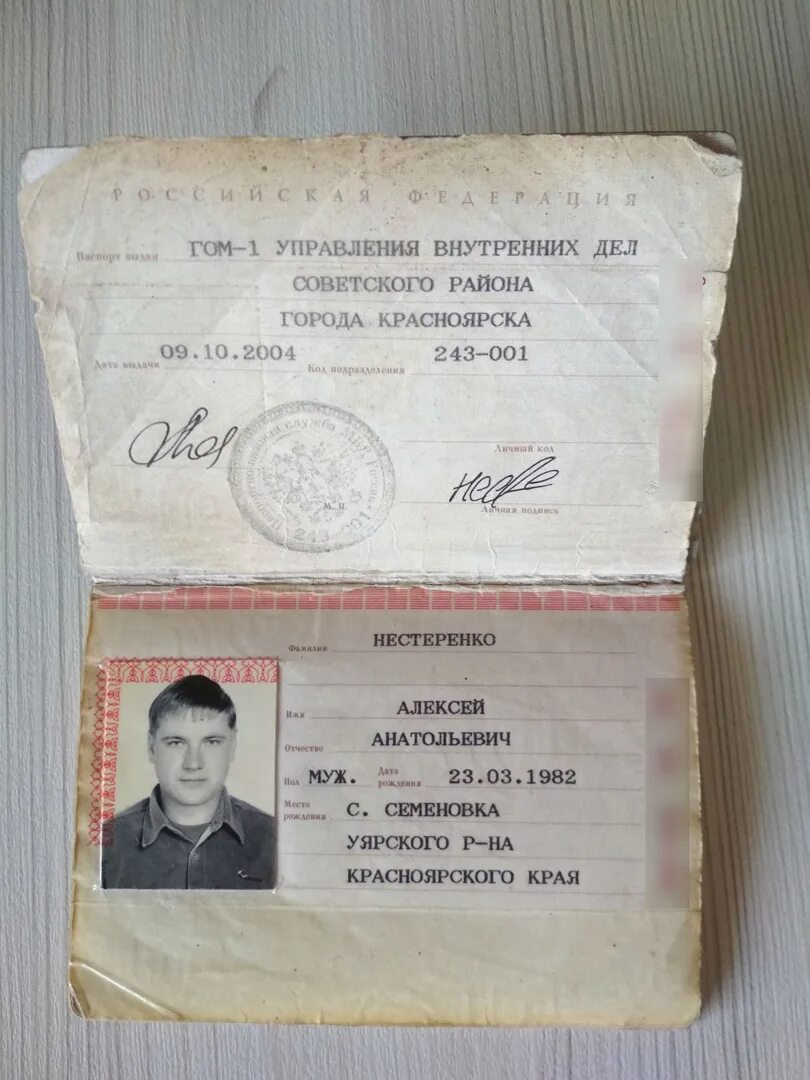 РОССИЙСКАЯ ФЕДЕРАЦИЯ
Паспорт выдан ГОМ-1 УПРАВЛЕНИЯ ВНУТРЕННИХ ДЕЛ
СОВЕТСКОГО РАЙОНА
ГОРОДА КРАСНОЯРСКА
Дата выдачи 09.10.2004 Код подразделения 243-001
Личный код
М.П.
Личная подпись
243-001
Фамилия НЕСТЕРЕНКО
Имя АЛЕКСЕЙ
Отчество АНАТОЛЬЕВИЧ
Пол МУЖ. Дата рождения 23.03.1982
Место рождения С. СЕМЕНОВКА
УЯРСКОГО Р-НА
КРАСНОЯРСКОГО КРАЯ